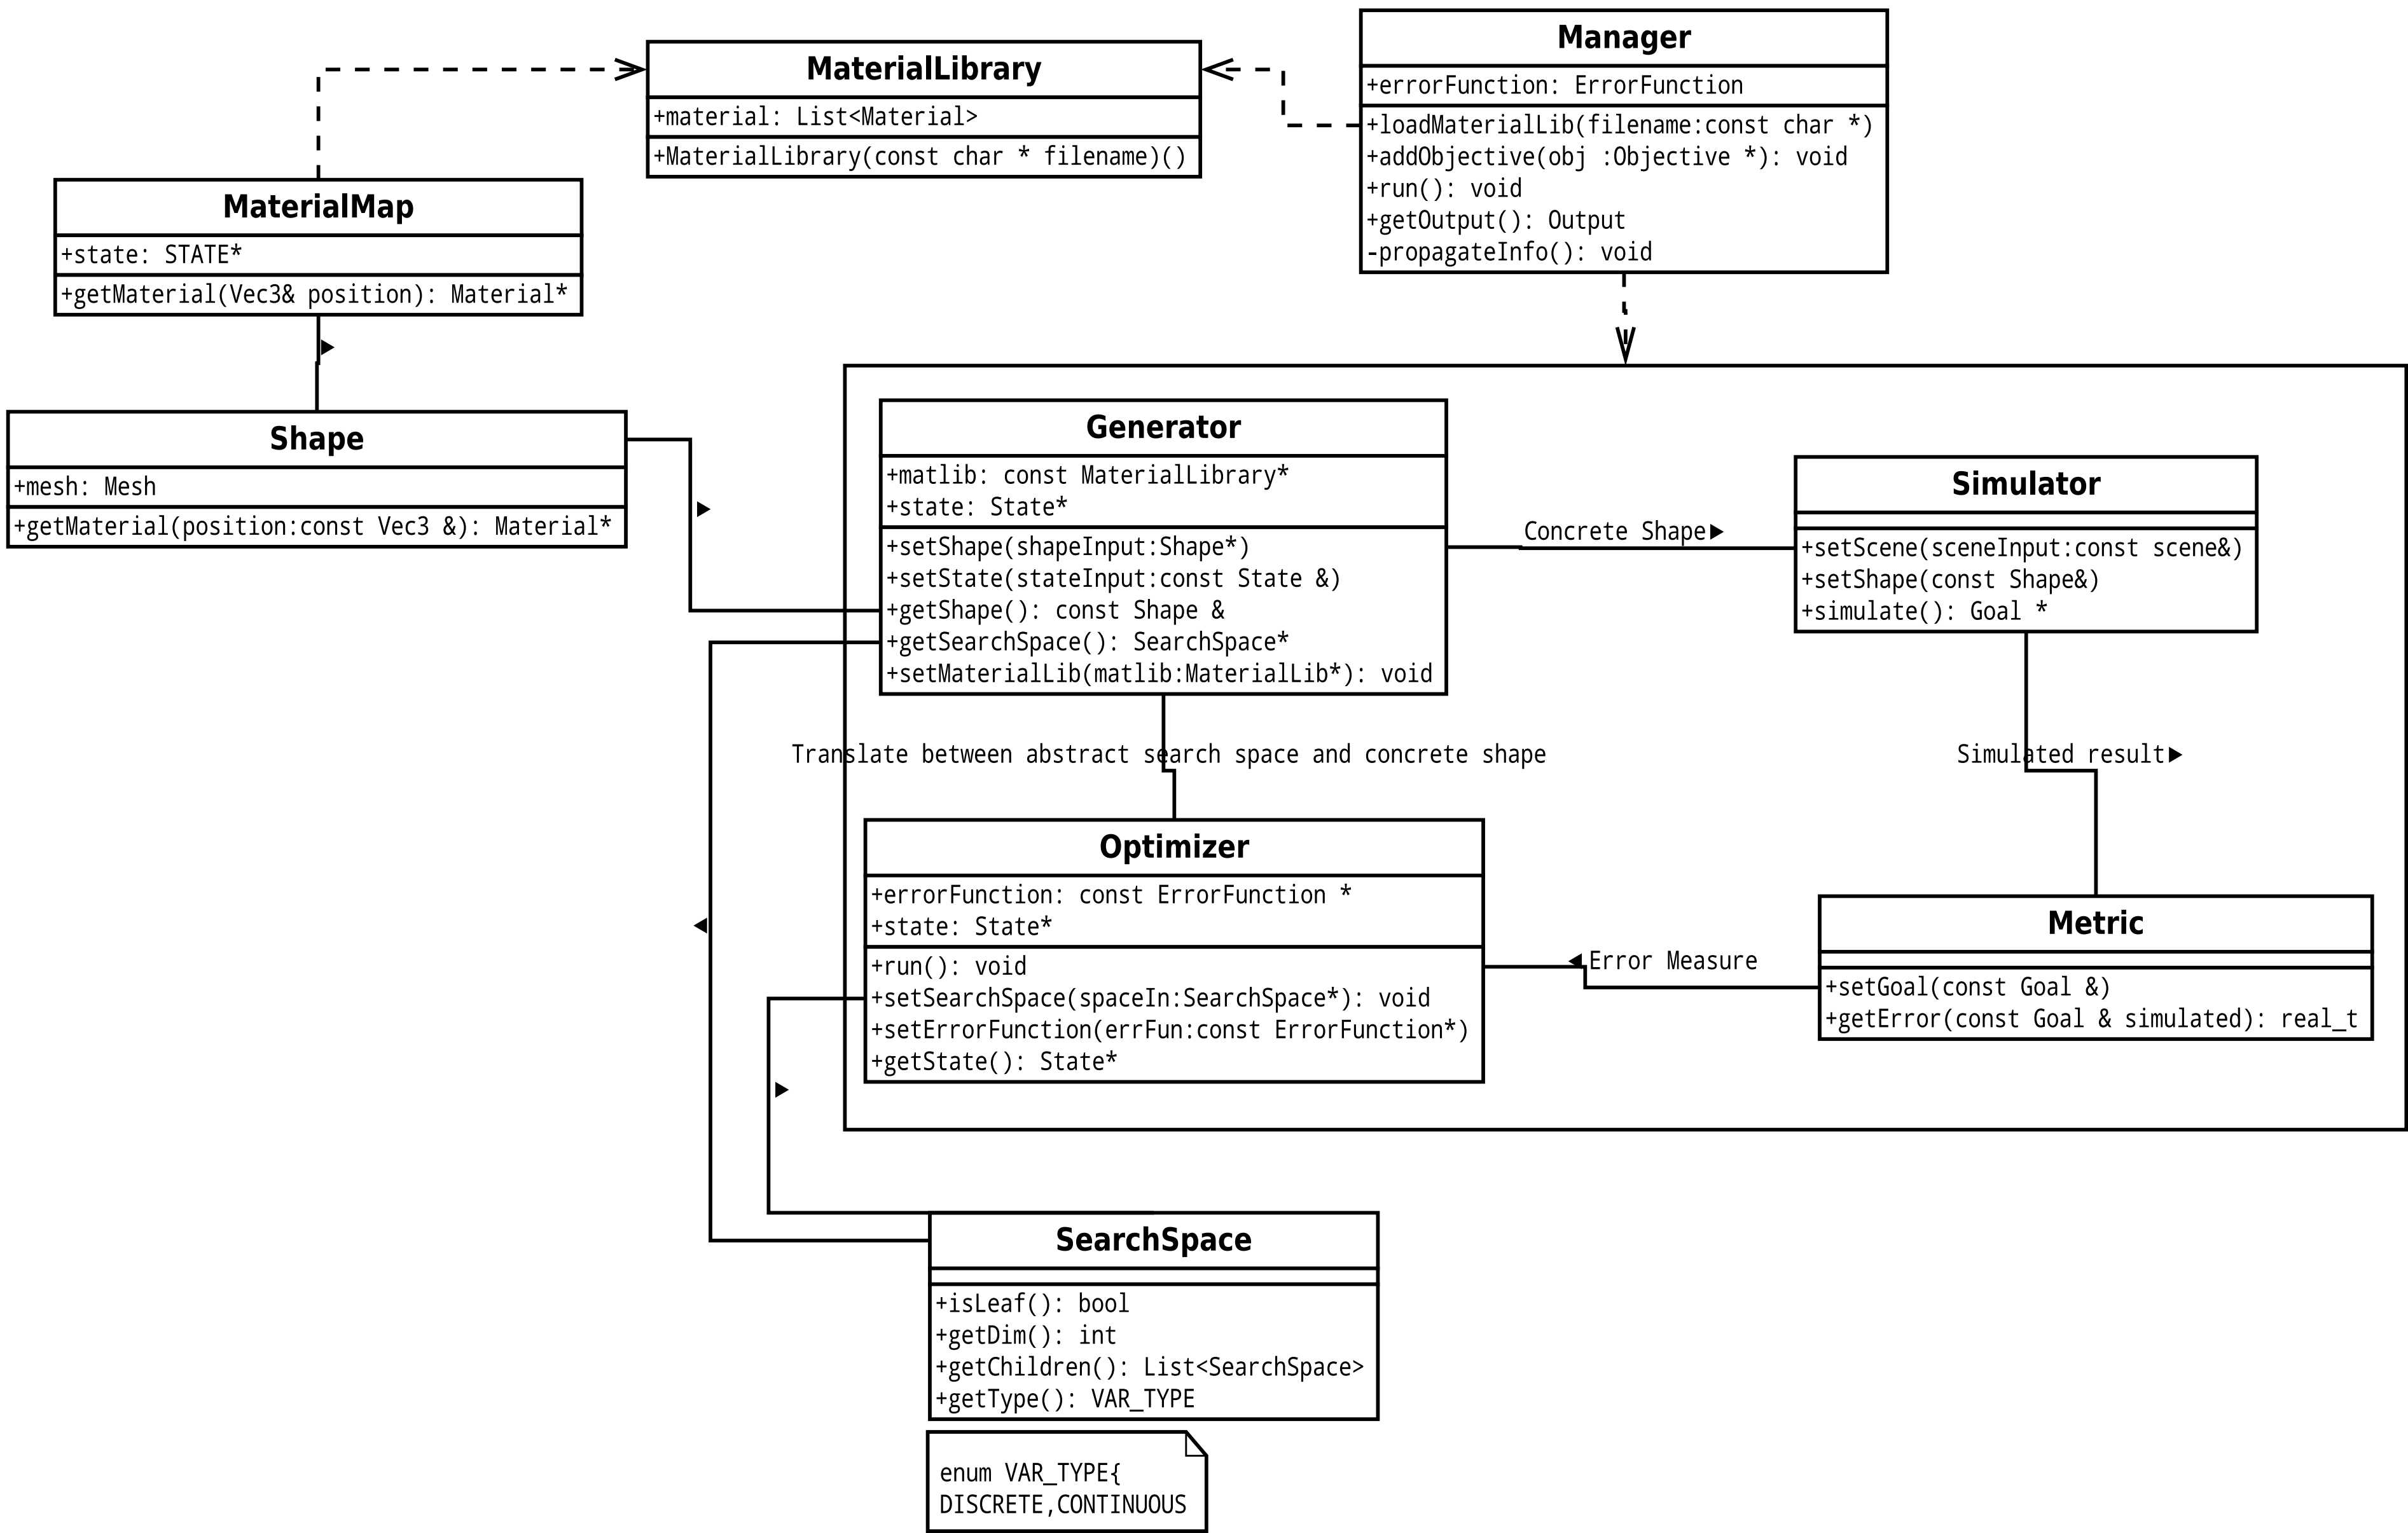 Manager
+errorFunction: ErrorFunction
+loadMaterialLib(filename:const char *)
+addObjective(obj :Objective *): void
+run(): void
+getOutput(): Output
-propagateInfo(): void
MaterialLibrary
+material: List<Material>
+MaterialLibrary(const char * filename)()
MaterialMap
+state: STATE*
+getMaterial(Vec3& position): Material*
Shape
+mesh: Mesh
+getMaterial(position:const Vec3 &): Material*
Generator
+matlib: const MaterialLibrary*
+state: State*
+setShape(shapeInput:Shape*)
+setState(stateInput:const State &)
+getShape(): const Shape &
+getSearchSpace(): SearchSpace*
+setMaterialLib(matlib:MaterialLib*): void
Concrete Shape
Simulator
+setScene(sceneInput:const scene&)
+setShape(const Shape&)
+simulate(): Goal *
Translate between abstract search space and concrete shape
Simulated result
Optimizer
+errorFunction: const ErrorFunction *
+state: State*
+run(): void
+setSearchSpace(spaceIn:SearchSpace*): void
+setErrorFunction(errFun:const ErrorFunction*)
+getState(): State*
Error Measure
Metric
+setGoal(const Goal &)
+getError(const Goal & simulated): real_t
SearchSpace
+isLeaf(): bool
+getDim(): int
+getChildren(): List<SearchSpace>
+getType(): VAR_TYPE
enum VAR_TYPE{
DISCRETE,CONTINUOUS